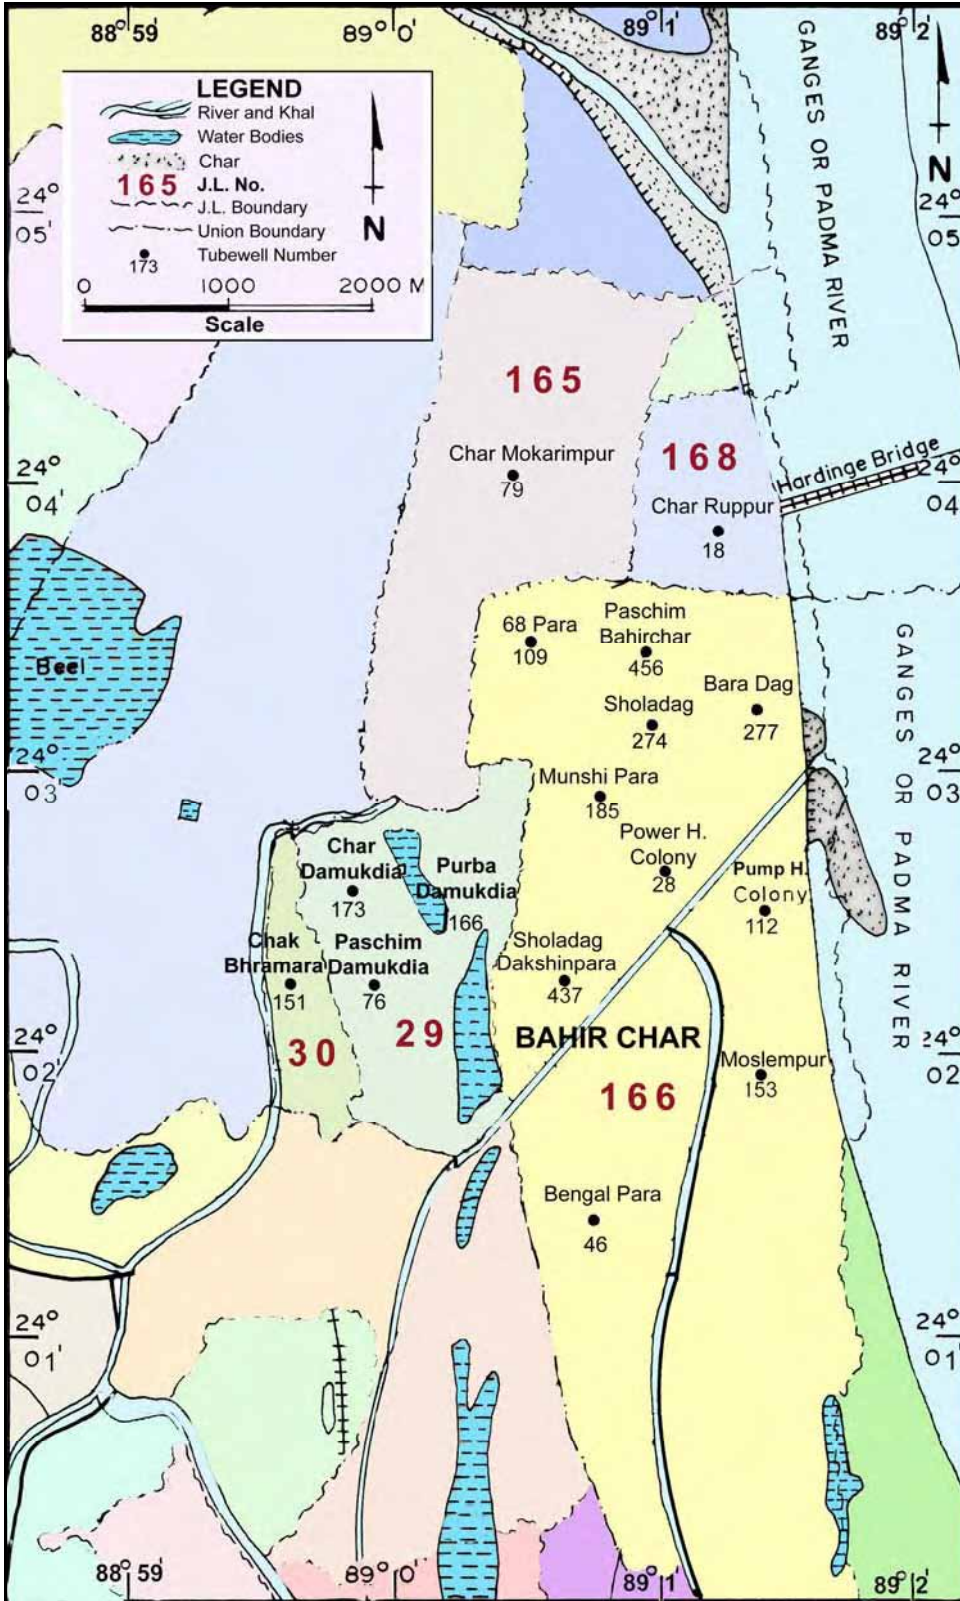 88° 59'
89° 0'
89° 1'
89° 2'
LEGEND
River and Khal
Water Bodies
Char
165 J.L. No.
J.L. Boundary
Union Boundary
173 Tubewell Number
N
0 1000 2000 M
Scale
N
24°
05'
24°
05
GANGES OR PADMA RIVER
165
Char Mokarimpur
79
168
Char Ruppur
18
Hardinge Bridge
24°
04'
24°
04
68 Para
109
Paschim
Bahirchar
456
Bara Dag
277
Sholadag
274
Beel
24°
03'
24°
03
Munshi Para
185
Power H.
Colony
28
Pump H.
Colony
112
Char
Damukdia
173
Purba
Damukdia
166
Chak
Bhramara
151
Paschim
Damukdia
76
Sholadag
Dakshinpara
437
GANGES OR PADMA RIVER
30
29
BAHIR CHAR
166
Moslempur
153
24°
02'
24°
02
Bengal Para
46
24°
01'
24°
01'
88° 59'
89° 0'
89° 1'
89° 2'